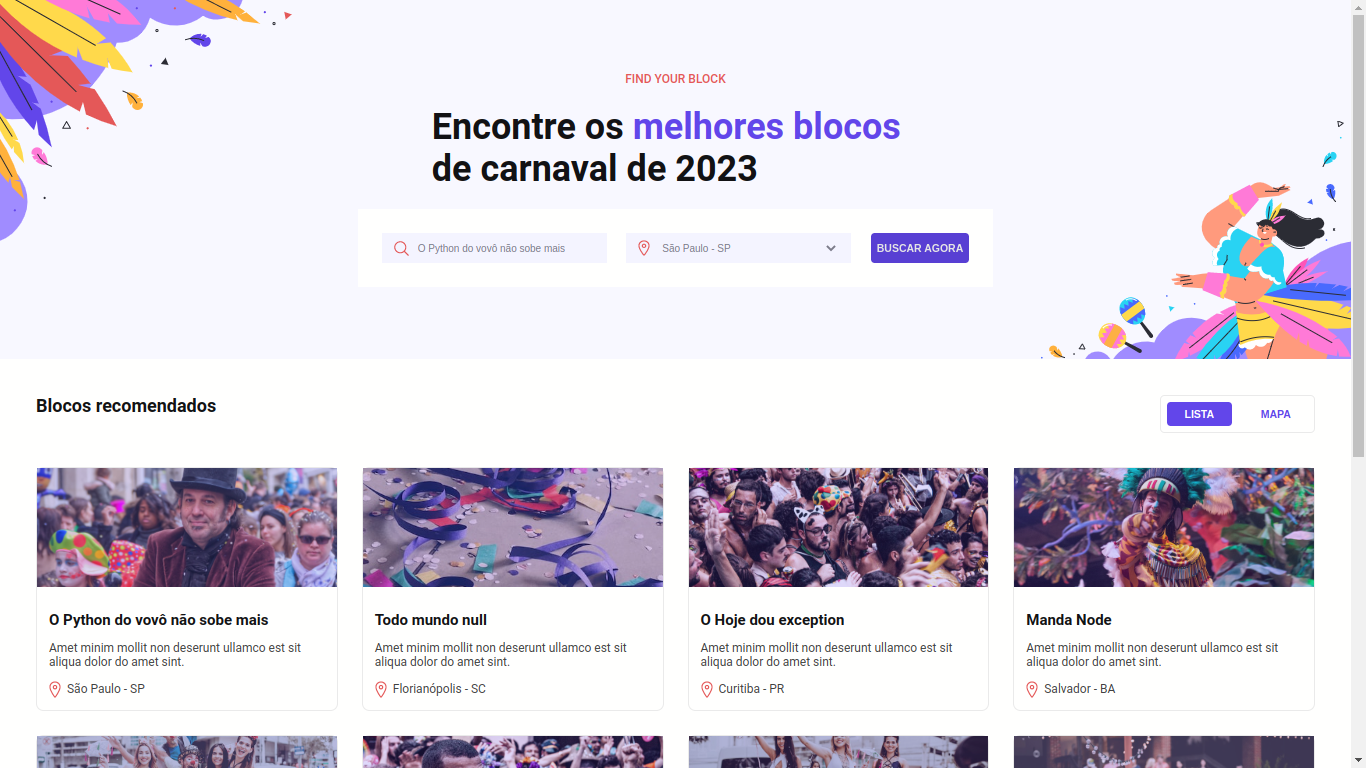 FIND YOUR BLOCK
Encontre os melhores blocos
de carnaval de 2023
O Python do vovô não sobe mais
São Paulo - SP
BUSCAR AGORA
Blocos recomendados
LISTA
MAPA
O Python do vovô não sobe mais
Amet minim mollit non deserunt ullamco est sit
aliqua dolor do amet sint.
São Paulo - SP
Todo mundo null
Amet minim mollit non deserunt ullamco est sit
aliqua dolor do amet sint.
Florianópolis - SC
O Hoje dou exception
Amet minim mollit non deserunt ullamco est sit
aliqua dolor do amet sint.
Curitiba - PR
Manda Node
Amet minim mollit non deserunt ullamco est sit
aliqua dolor do amet sint.
Salvador - BA